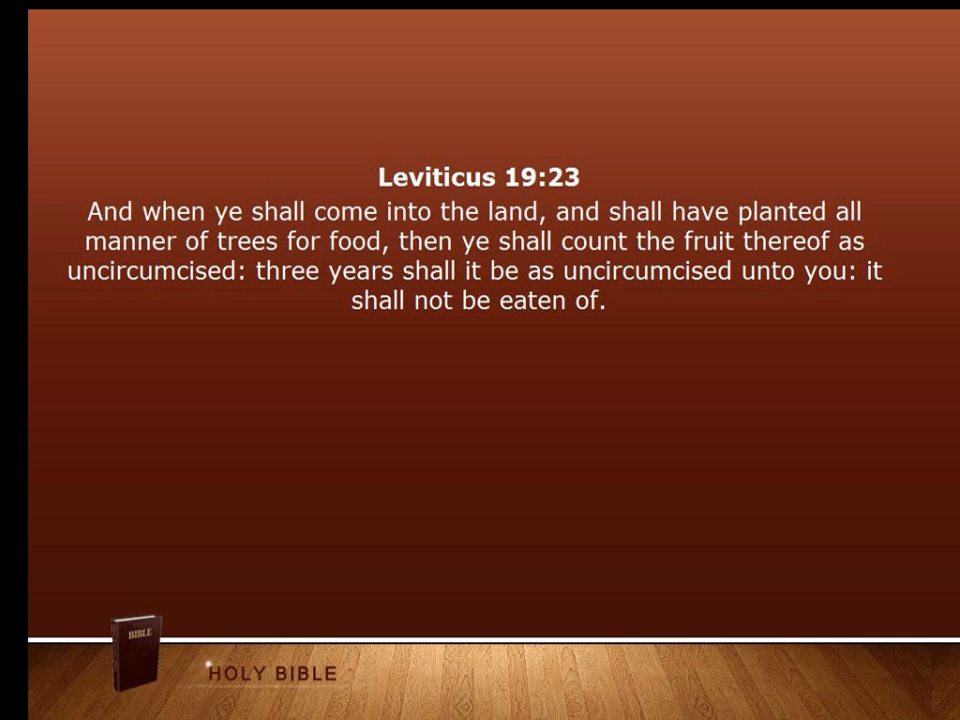 Leviticus 19:23
And when ye shall come into the land, and shall have planted all
manner of trees for food, then ye shall count the fruit thereof as
uncircumcised: three years shall it be as uncircumcised unto you: it
shall not be eaten of.
BIBLE
HOLY BIBLE